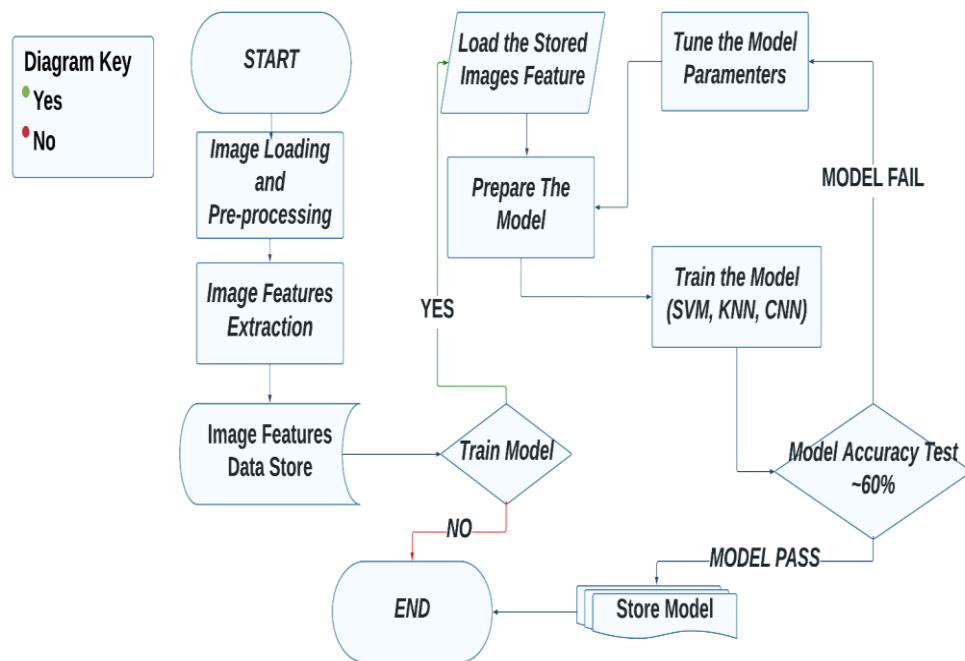 Diagram Key
Yes
No
START
Image Loading
and
Pre-processing
Image Features
Extraction
Image Features
Data Store
Train Model
YES
NO
Load the Stored
Images Feature
Prepare The
Model
Tune the Model
Paramenters
Train the Model
(SVM, KNN, CNN)
MODEL FAIL
Model Accuracy Test
~60%
MODEL PASS
Store Model
END